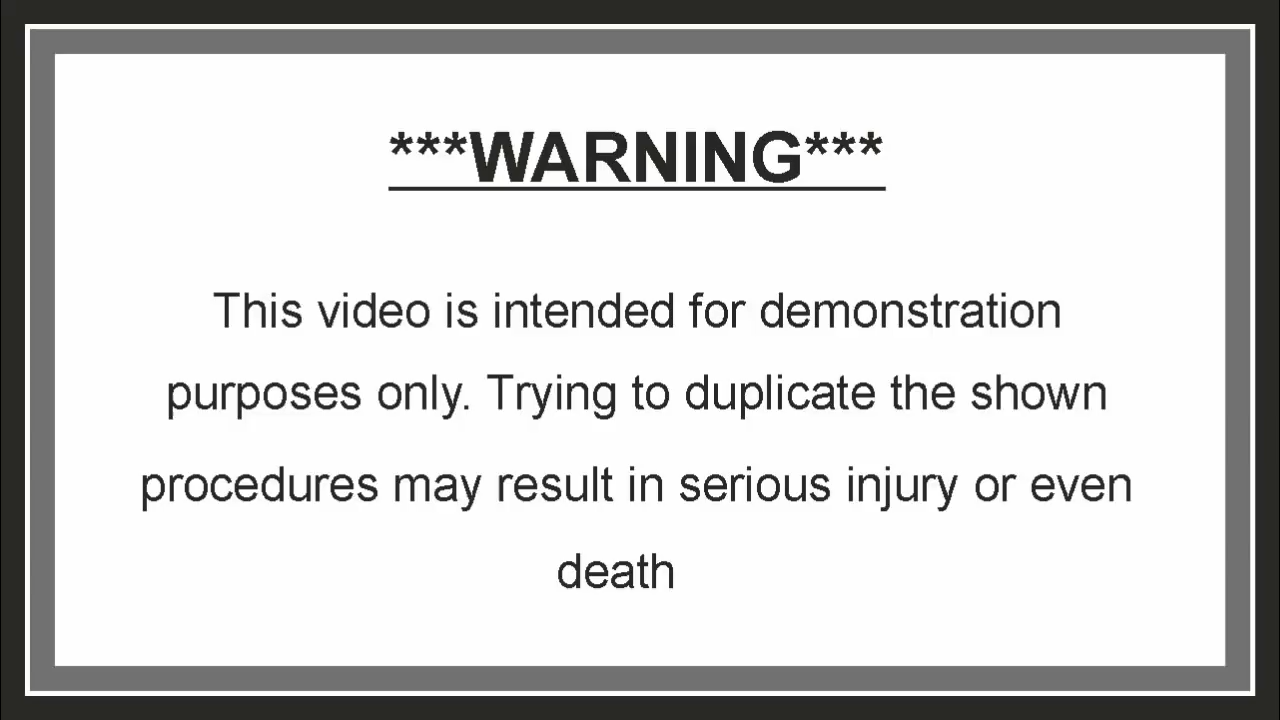 ***WARNING***
This video is intended for demonstration
purposes only. Trying to duplicate the shown
procedures may result in serious injury or even
death